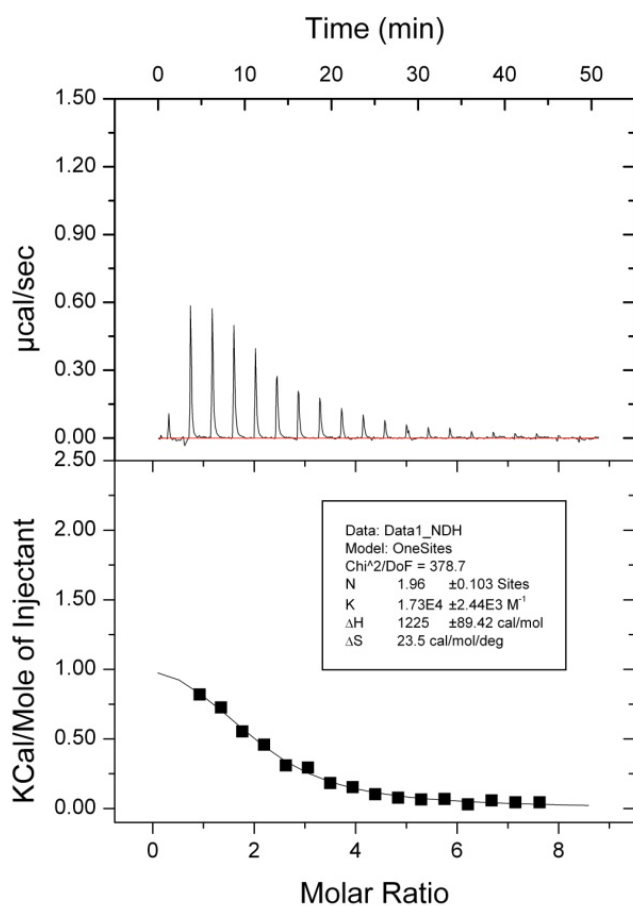 Time (min)
0 10 20 30 40 50
1.50
1.20
0.90
0.60
0.30
0.00
µcal/sec
2.50
2.00
1.50
1.00
0.50
0.00
KCal/Mole of Injectant
Data: Data1_NDH
Model: OneSites
Chi^2/DoF = 378.7
N 1.96 ±0.103 Sites
K 1.73E4 ±2.44E3 M⁻¹
ΔH 1225 ±89.42 cal/mol
ΔS 23.5 cal/mol/deg
0 2 4 6 8
Molar Ratio